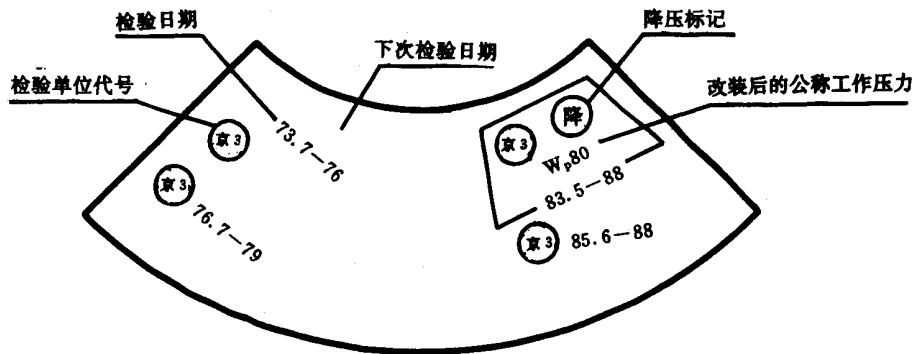 检验日期
降压标记
下次检验日期
检验单位代号
改装后的公称工作压力
京3
73.7—76
京3
76.7—79
京3
降
Wp80
83.5—88
京3
85.6—88